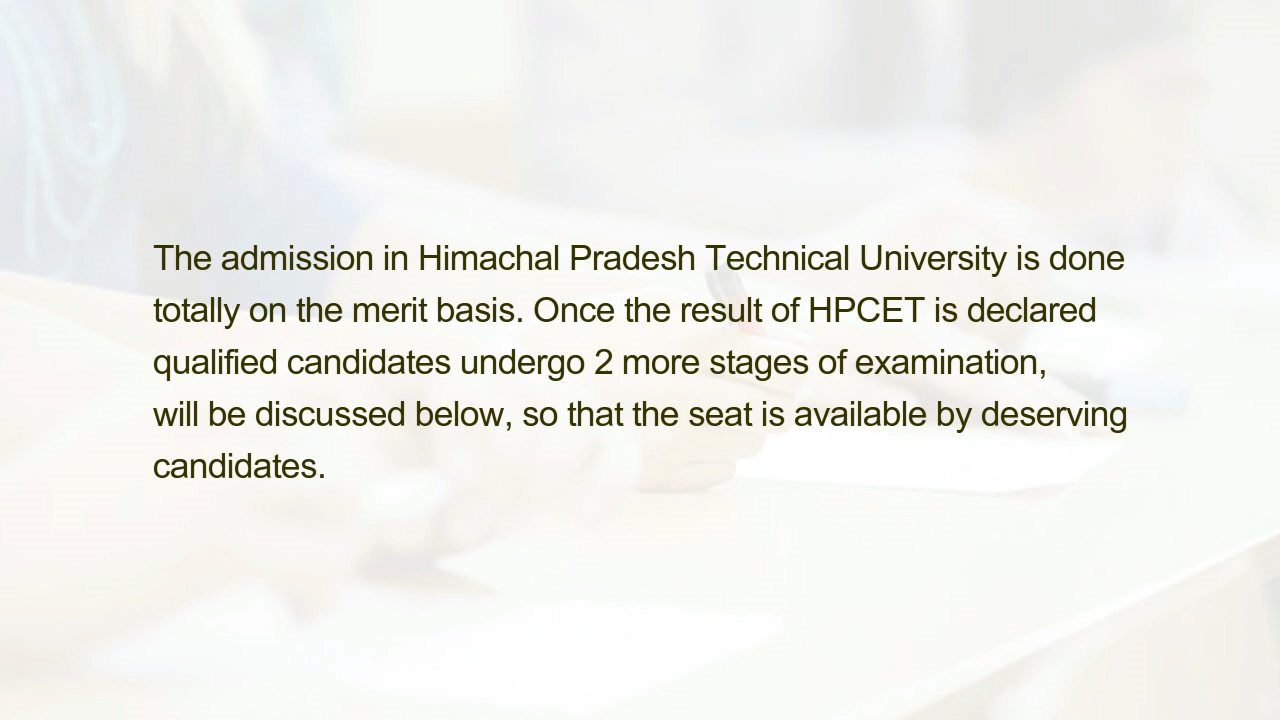 The admission in Himachal Pradesh Technical University is done
totally on the merit basis. Once the result of HPCET is declared
qualified candidates undergo 2 more stages of examination,
will be discussed below, so that the seat is available by deserving
candidates.